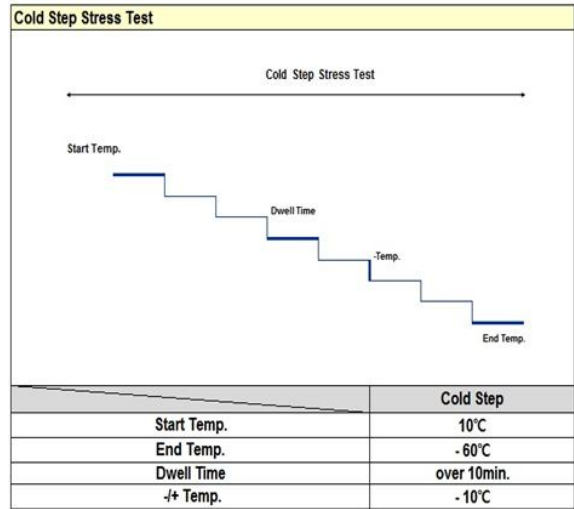 Cold Step Stress Test
Cold Step Stress Test
Start Temp.
Dwell Time
-Temp.
End Temp.
Cold Step
Start Temp. 10℃
End Temp. - 60℃
Dwell Time over 10min.
-/+ Temp. - 10℃